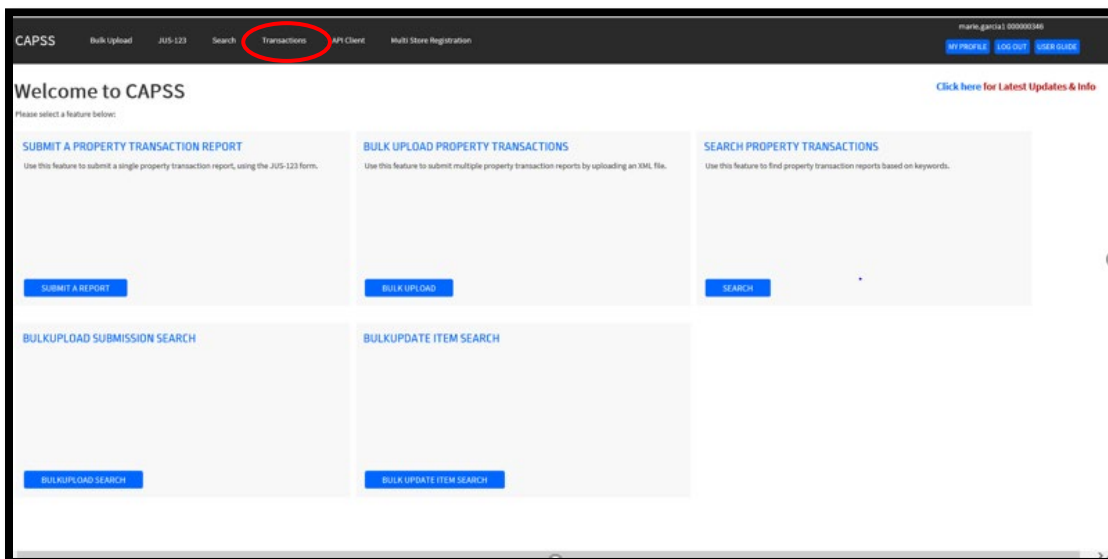 marie.garcia1 000000346
CAPSS Bulk Upload JUS-123 Search Transactions API Client Multi Store Registration
MY PROFILE LOG OUT USER GUIDE
Welcome to CAPSS
Click here for Latest Updates & Info
Please select a feature below:
SUBMIT A PROPERTY TRANSACTION REPORT
Use this feature to submit a single property transaction report, using the JUS-123 form.
SUBMIT A REPORT
BULK UPLOAD PROPERTY TRANSACTIONS
Use this feature to submit multiple property transaction reports by uploading an XML file.
BULK UPLOAD
SEARCH PROPERTY TRANSACTIONS
Use this feature to find property transaction reports based on keywords.
SEARCH
BULKUPLOAD SUBMISSION SEARCH
BULKUPLOAD SEARCH
BULKUPDATE ITEM SEARCH
BULK UPDATE ITEM SEARCH